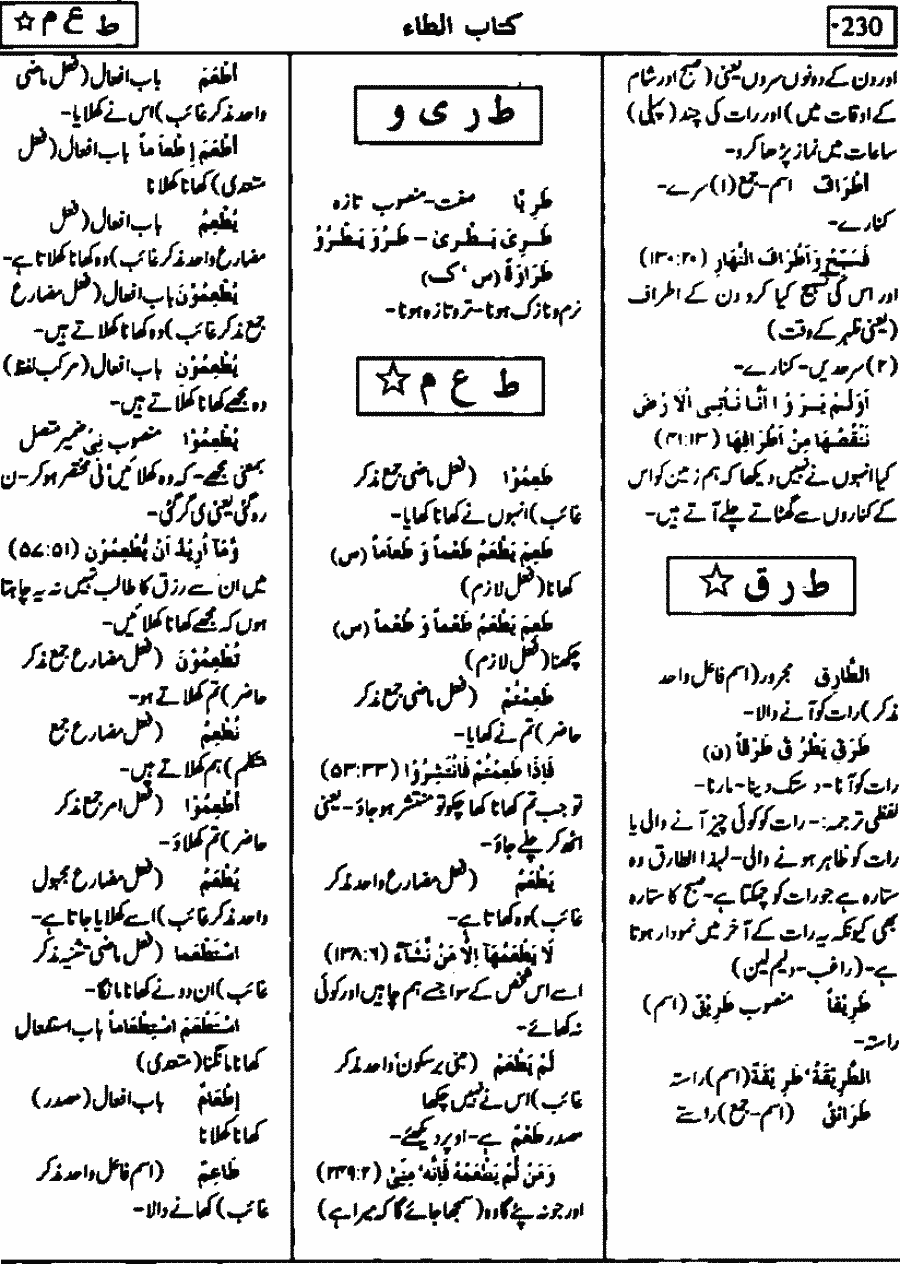 230-
کتاب الطاء
ط ع م ☆
اور دن کے دونوں سروں یعنی (صبح اور شام
کے اوقات میں) اور رات کی چند (پہلی)
ساعات میں نماز پڑھا کرو-
اَطْرَافَ اسم-جمع (۱) سرے-
کنارے-
فَسَبِّحْ وَاَطْرَافَ النَّهَارِ (۱۳۰:۲۰)
اور اس کی تسبیح کیا کرو دن کے اطراف
(یعنی ظہر کے وقت)
(۲) سرحدیں- کنارے-
اَوَلَمْ یَرَوْا اَنَّا نَأْتِی الْاَرْضَ
نَنْقُصُهَا مِنْ اَطْرَافِهَا (۴۱:۱۳)
کیا انہوں نے نہیں دیکھا کہ ہم زمین کو اس
کے کناروں سے گھٹاتے چلے آتے ہیں-
ط ر ق ☆
الطَّارِقِ مجرور (اسم فاعل واحد
مذکر) رات کو آنے والا-
طَرَقَ یَطْرُقُ طَرْقًا (ن)
رات کو آنا- دستک دینا- مارنا-
لفظی ترجمہ:- رات کو کوئی چیز آنے والی یا
رات کو ظاہر ہونے والی- لہذا الطارق وہ
ستارہ ہے جو رات کو چمکتا ہے- صبح کا ستارہ
بھی کیونکہ یہ رات کے آخر میں نمودار ہوتا
ہے- (راغب- ولیم لین)
طَرِیْقًا منصوب طَرِیْقٌ (اسم)
راستہ-
الطَّرِیْقَةُ' طَرِیْقَةً (اسم) راستہ
طَرَائِقُ (اسم-جمع) راستے
ط ر ی و
طَرِیًّا صفت- منصوب تازہ
طَرِیَ یَطْرٰی - طَرُوَ یَطْرُوُ
طَرَاوَةً (س' ک)
نرم و نازک ہونا- تر و تازہ ہونا-
ط ع م ☆
طَعِمُوْا (فعل ماضی جمع مذکر
غائب) انہوں نے کھانا کھایا-
طَعِمَ یَطْعَمُ طَعْمًا وَ طَعَامًا (س)
کھانا (فعل لازم)
طَعِمَ یَطْعَمُ طَعْمًا وَ طُعْمًا (س)
چکھنا (فعل لازم)
طَعِمْتُمْ (فعل ماضی جمع مذکر
حاضر) تم نے کھایا-
فَاِذَا طَعِمْتُمْ فَانْتَشِرُوْا (۵۳:۳۳)
تو جب تم کھانا کھا چکو تو منتشر ہو جاؤ- یعنی
اٹھ کر چلے جاؤ-
یَطْعَمُ (فعل مضارع واحد مذکر
غائب) وہ کھاتا ہے-
لَا یَطْعَمُهَا اِلَّا مَنْ نَّشَآءُ (۱۳۸:۶)
اسے اس شخص کے سوا جسے ہم چاہیں اور کوئی
نہ کھائے-
لَمْ یَطْعَمْ (مبنی بر سکون واحد مذکر
غائب) اس نے نہیں چکھا
مصدر طَعْمٌ ہے- اوپر دیکھئے-
وَمَنْ لَّمْ یَطْعَمْهُ فَاِنَّهٗ مِنِّیْ (۲۳۹:۲)
اور جو نہ پئے گا وہ (سمجھا جائے گا کہ میرا ہے)
اَطْعَمَ باب افعال (فعل ماضی
واحد مذکر غائب) اس نے کھلایا-
اَطْعَمَ اِطْعَامًا باب افعال (فعل
متعدی) کھانا کھلانا
یُطْعِمُ باب افعال (فعل
مضارع واحد مذکر غائب) وہ کھانا کھلاتا ہے-
یُطْعِمُوْنَ باب افعال (فعل مضارع
جمع مذکر غائب) وہ کھانا کھلاتے ہیں-
یُطْعِمُوْنِ باب افعال (مرکب لفظ)
وہ مجھے کھانا کھلاتے ہیں-
یُطْعِمُوْا منصوب نِیْ ضمیر متصل
بمعنی مجھے- کہ وہ کھلائیں نِیْ مختصر ہو کر- نِ
رہ گئی یعنی ی گر گئی-
وَّمَا اُرِیْدُ اَنْ یُّطْعِمُوْنِ (۵۷:۵۱)
میں ان سے رزق کا طالب نہیں نہ یہ چاہتا
ہوں کہ مجھے کھانا کھلائیں-
تُطْعِمُوْنَ (فعل مضارع جمع مذکر
حاضر) تم کھلاتے ہو-
نُطْعِمُ (فعل مضارع جمع
متکلم) ہم کھلاتے ہیں-
اَطْعِمُوْا (فعل امر جمع مذکر
حاضر) تم کھلاؤ-
یُطْعَمُ (فعل مضارع مجہول
واحد مذکر غائب) اسے کھلایا جاتا ہے-
اسْتَطْعَمَا (فعل ماضی تثنیہ مذکر
غائب) ان دو نے کھانا مانگا-
اسْتَطْعَمَ اسْتِطْعَامًا باب استفعال
کھانا مانگنا (متعدی)
اِطْعَامٌ باب افعال (مصدر)
کھانا کھلانا
طَاعِمٌ (اسم فاعل واحد مذکر
غائب) کھانے والا-